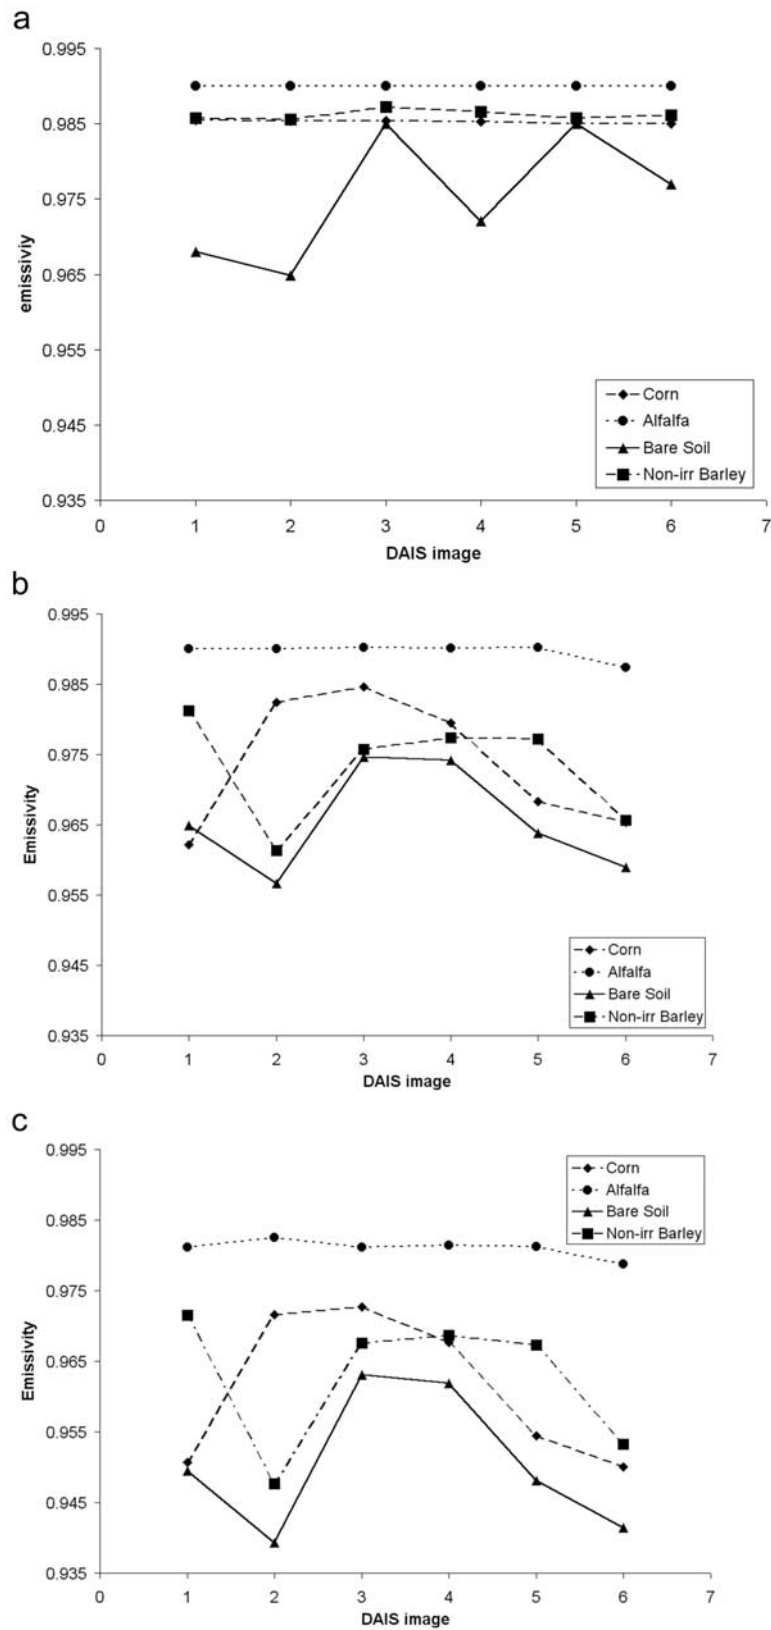 a
0.995
0.985
0.975
0.965
0.955
0.945
0.935
emissiviy
0 1 2 3 4 5 6 7
DAIS image
Corn
Alfalfa
Bare Soil
Non-irr Barley
b
0.995
0.985
0.975
0.965
0.955
0.945
0.935
Emissivity
0 1 2 3 4 5 6 7
DAIS image
Corn
Alfalfa
Bare Soil
Non-irr Barley
c
0.995
0.985
0.975
0.965
0.955
0.945
0.935
Emissivity
0 1 2 3 4 5 6 7
DAIS image
Corn
Alfalfa
Bare Soil
Non-irr Barley